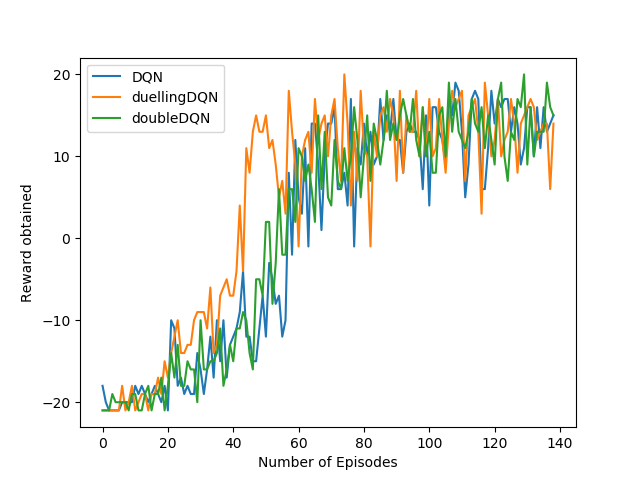 DQN
duellingDQN
doubleDQN
20
10
0
−10
−20
Reward obtained
0 20 40 60 80 100 120 140
Number of Episodes